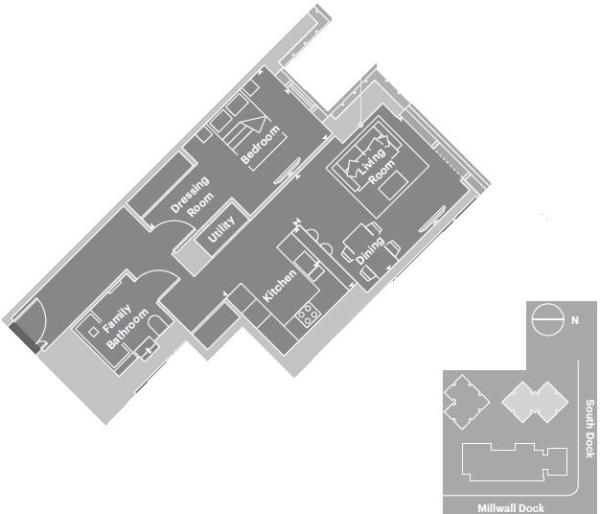 Bedroom
Living
Room
Dressing
Room
Utility
Dining
Kitchen
Family
Bathroom
N
South Dock
Millwall Dock